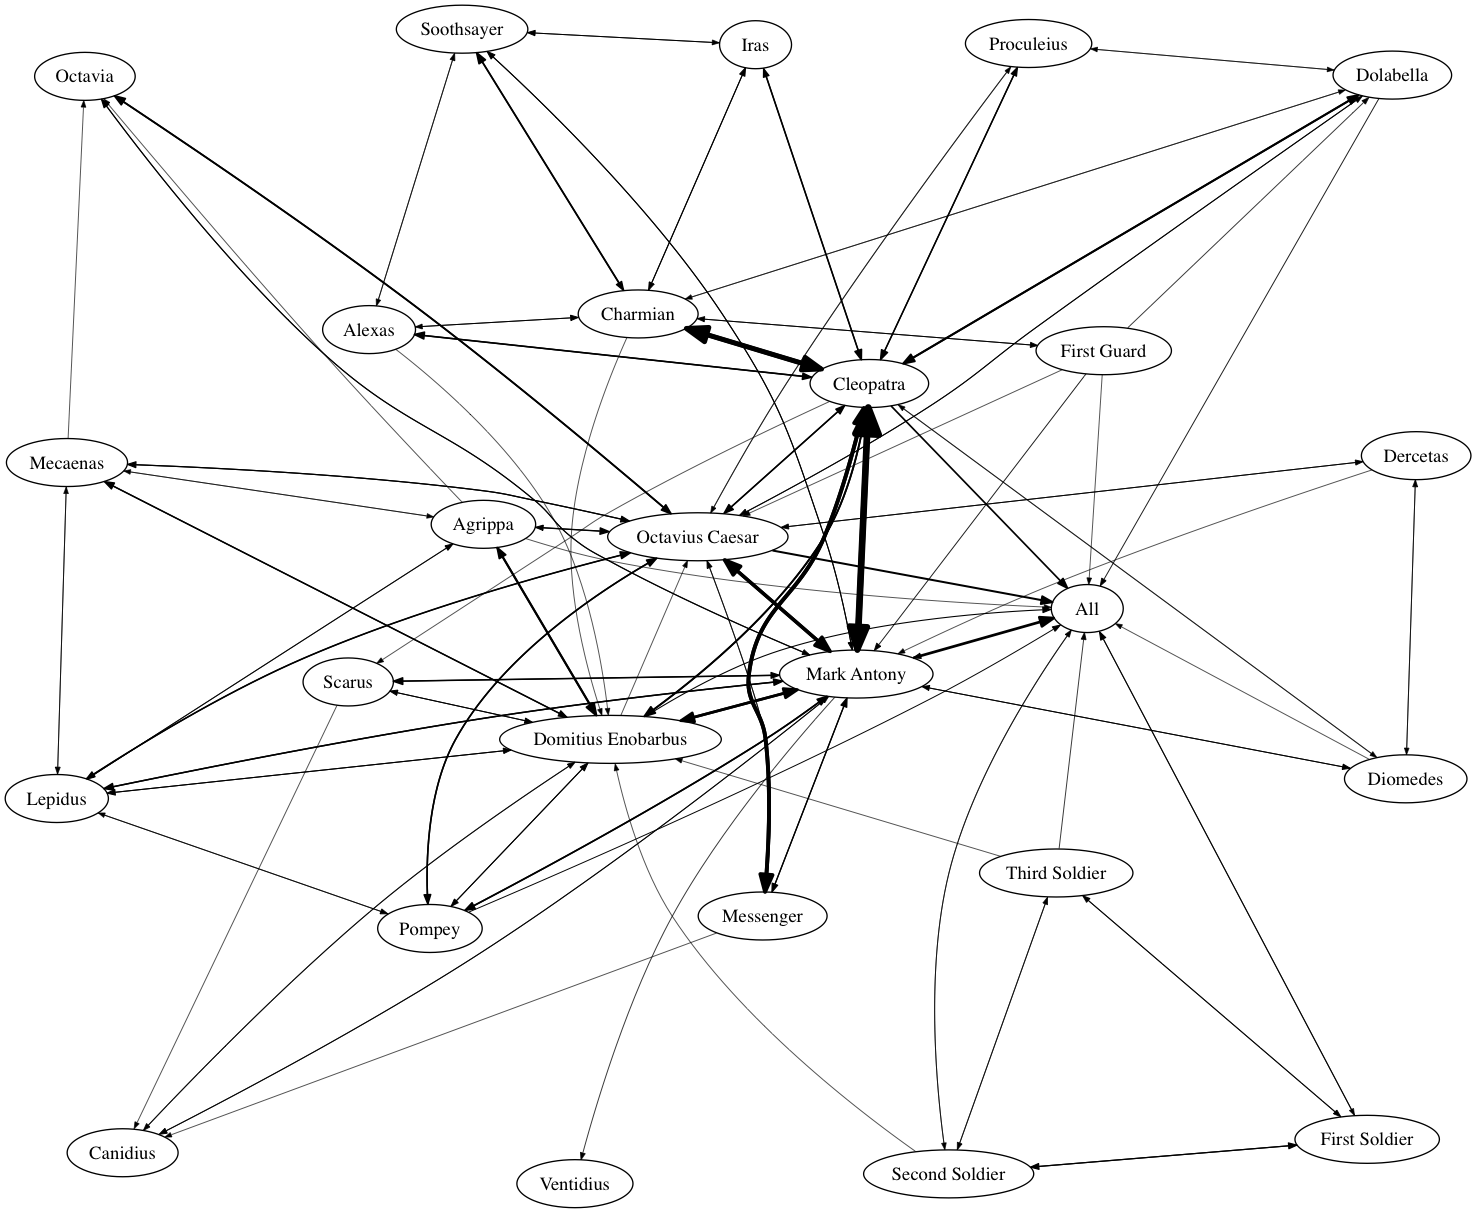 Soothsayer
Iras
Proculeius
Octavia
Dolabella
Charmian
Alexas
First Guard
Cleopatra
Mecaenas
Dercetas
Agrippa
Octavius Caesar
All
Scarus
Mark Antony
Domitius Enobarbus
Lepidus
Diomedes
Third Soldier
Pompey
Messenger
Canidius
First Soldier
Ventidius
Second Soldier